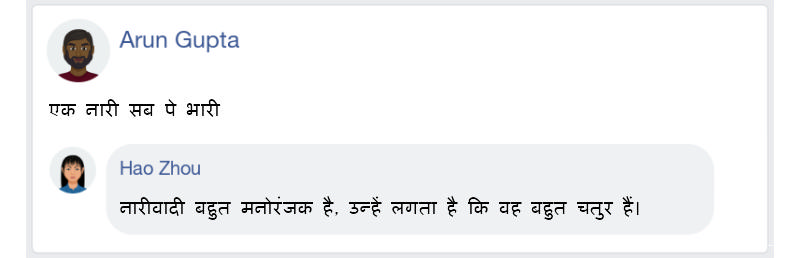 Arun Gupta
एक नारी सब पे भारी
Hao Zhou
नारीवादी बहुत मनोरंजक है, उन्हें लगता है कि वह बहुत चतुर हैं।